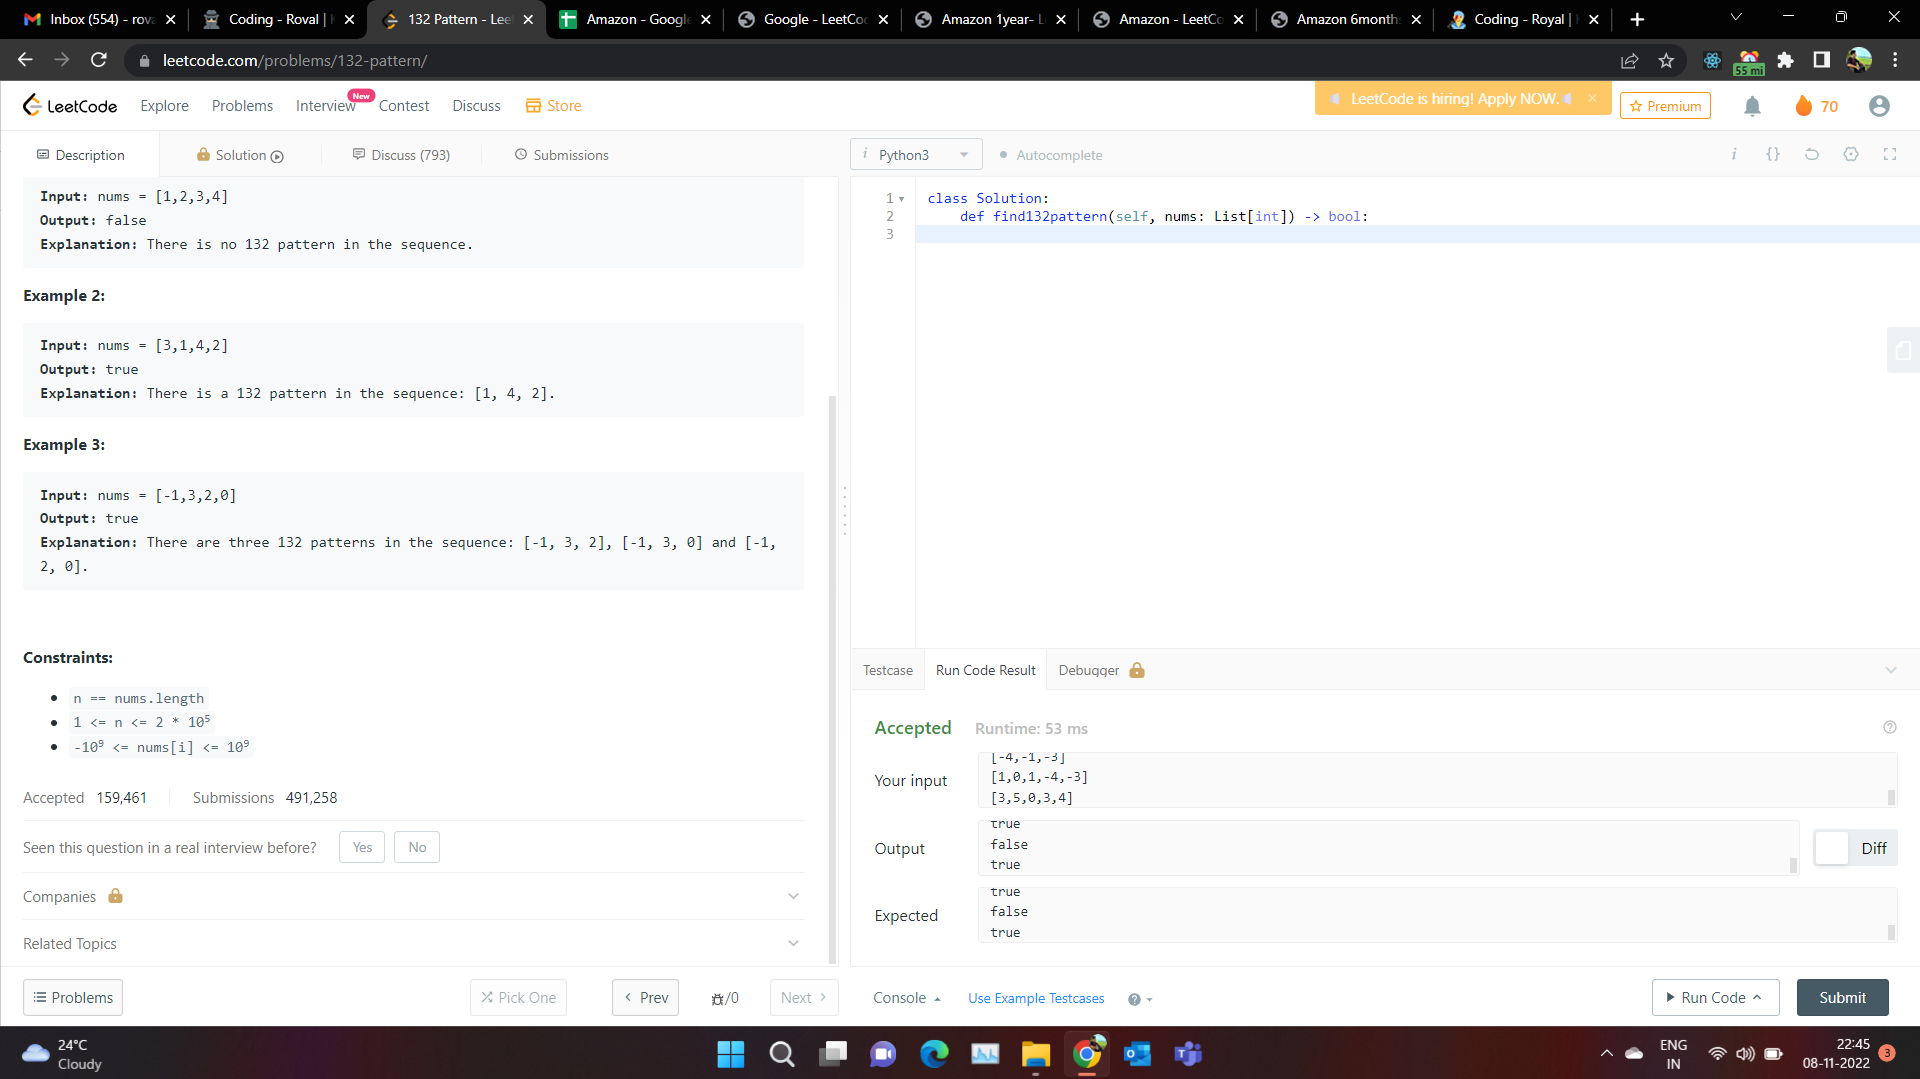 Inbox (554) - rova
Coding - Roval |
132 Pattern - Lee
Amazon - Google
Google - LeetCo
Amazon 1year- L
Amazon - LeetCo
Amazon 6month
Coding - Royal |
leetcode.com/problems/132-pattern/
55 mi
LeetCode
Explore
Problems
Interview
New
Contest
Discuss
Store
LeetCode is hiring! Apply NOW.
Premium
70
Description
Solution
Discuss (793)
Submissions
i Python3
Autocomplete
Input: nums = [1,2,3,4]
Output: false
Explanation: There is no 132 pattern in the sequence.
Example 2:
Input: nums = [3,1,4,2]
Output: true
Explanation: There is a 132 pattern in the sequence: [1, 4, 2].
Example 3:
Input: nums = [-1,3,2,0]
Output: true
Explanation: There are three 132 patterns in the sequence: [-1, 3, 2], [-1, 3, 0] and [-1,
2, 0].
Constraints:
n == nums.length
1 <= n <= 2 * 10⁵
-10⁹ <= nums[i] <= 10⁹
Accepted 159,461 Submissions 491,258
Seen this question in a real interview before? Yes No
Companies
Related Topics
Problems
Pick One
Prev
/0
Next
1 class Solution:
2 def find132pattern(self, nums: List[int]) -> bool:
3
Testcase
Run Code Result
Debugger
Accepted Runtime: 53 ms
Your input
[-4,-1,-3]
[1,0,1,-4,-3]
[3,5,0,3,4]
Output
true
false
true
Diff
Expected
true
false
true
Console
Use Example Testcases
Run Code
Submit
24°C
Cloudy
ENG
IN
22:45
08-11-2022
3